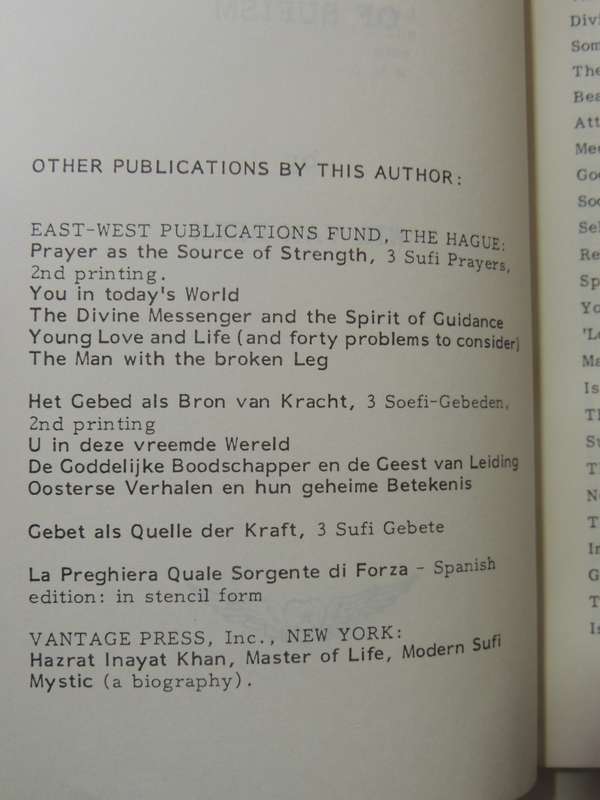 OTHER PUBLICATIONS BY THIS AUTHOR:
EAST-WEST PUBLICATIONS FUND, THE HAGUE:
Prayer as the Source of Strength, 3 Sufi Prayers,
2nd printing.
You in today's World
The Divine Messenger and the Spirit of Guidance
Young Love and Life (and forty problems to consider)
The Man with the broken Leg
Het Gebed als Bron van Kracht, 3 Soefi-Gebeden,
2nd printing
U in deze vreemde Wereld
De Goddelijke Boodschapper en de Geest van Leiding
Oosterse Verhalen en hun geheime Betekenis
Gebet als Quelle der Kraft, 3 Sufi Gebete
La Preghiera Quale Sorgente di Forza - Spanish
edition: in stencil form
VANTAGE PRESS, Inc., NEW YORK:
Hazrat Inayat Khan, Master of Life, Modern Sufi
Mystic (a biography).